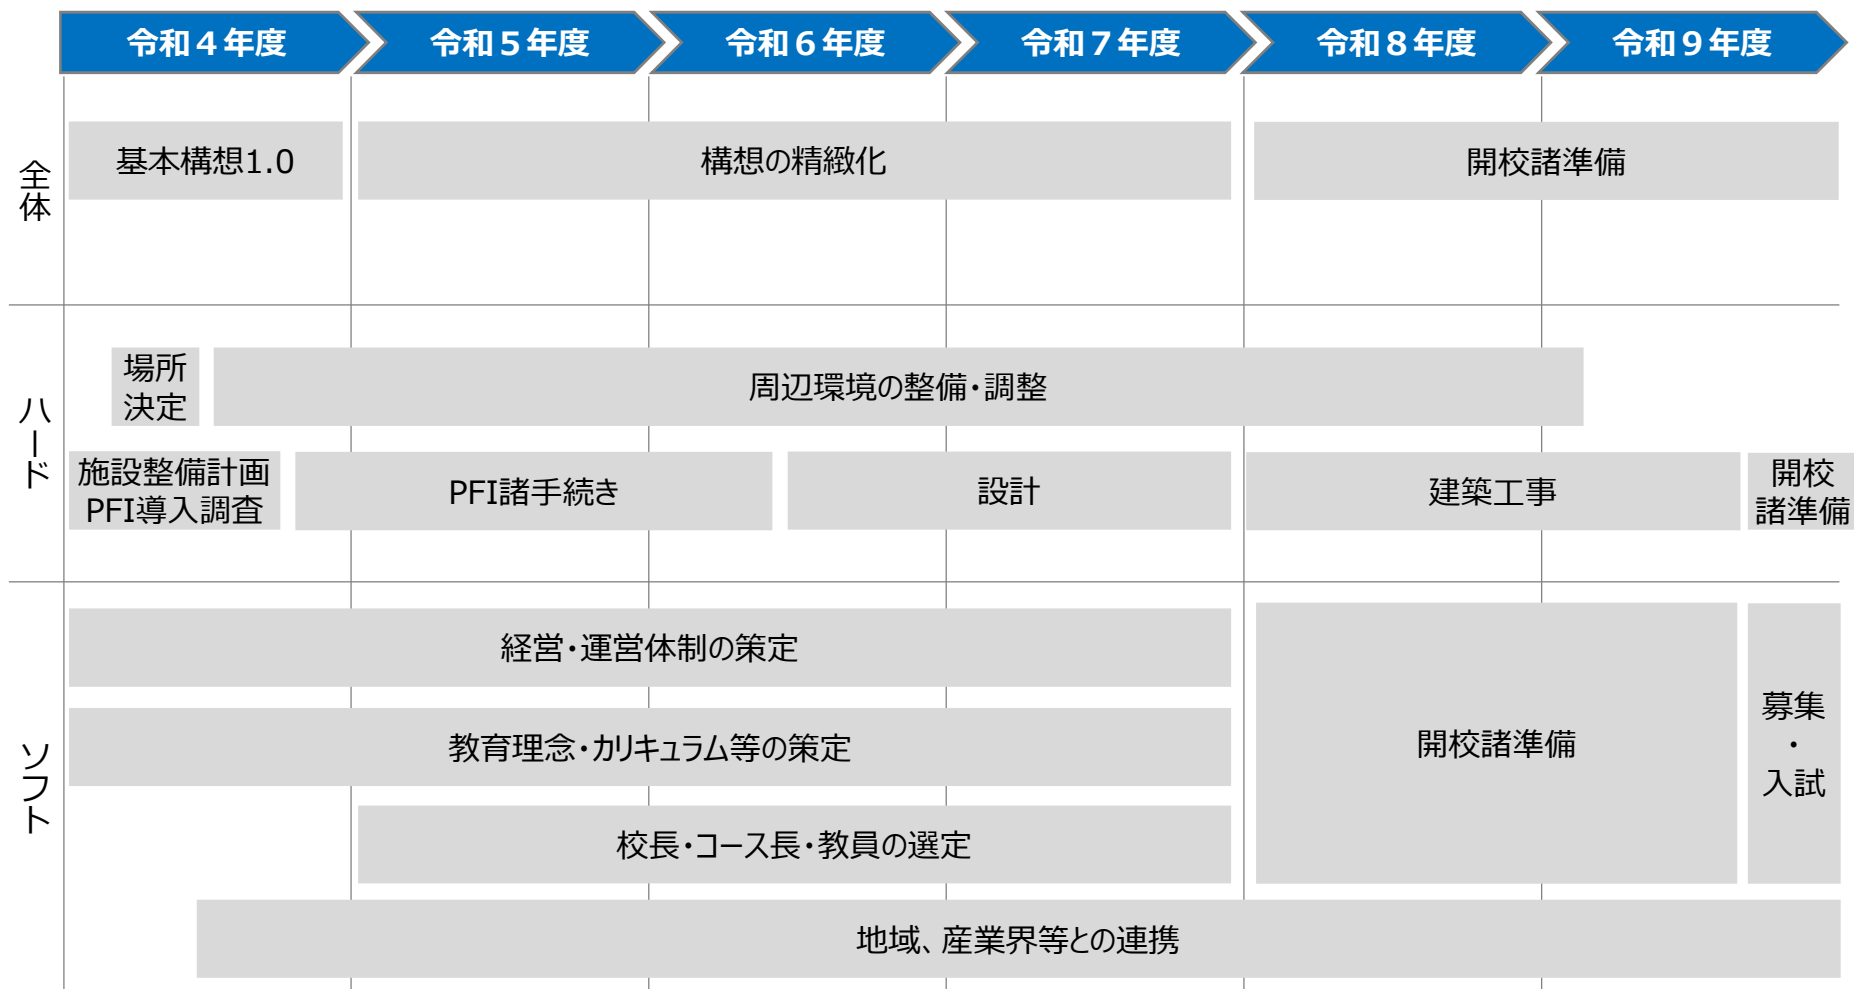 令和４年度
令和５年度
令和６年度
令和７年度
令和８年度
令和９年度
全体
基本構想1.0
構想の精緻化
開校諸準備
ハード
場所
決定
周辺環境の整備・調整
施設整備計画
PFI導入調査
PFI諸手続き
設計
建築工事
開校
諸準備
ソフト
経営・運営体制の策定
教育理念・カリキュラム等の策定
校長・コース長・教員の選定
開校諸準備
募集
・
入試
地域、産業界等との連携